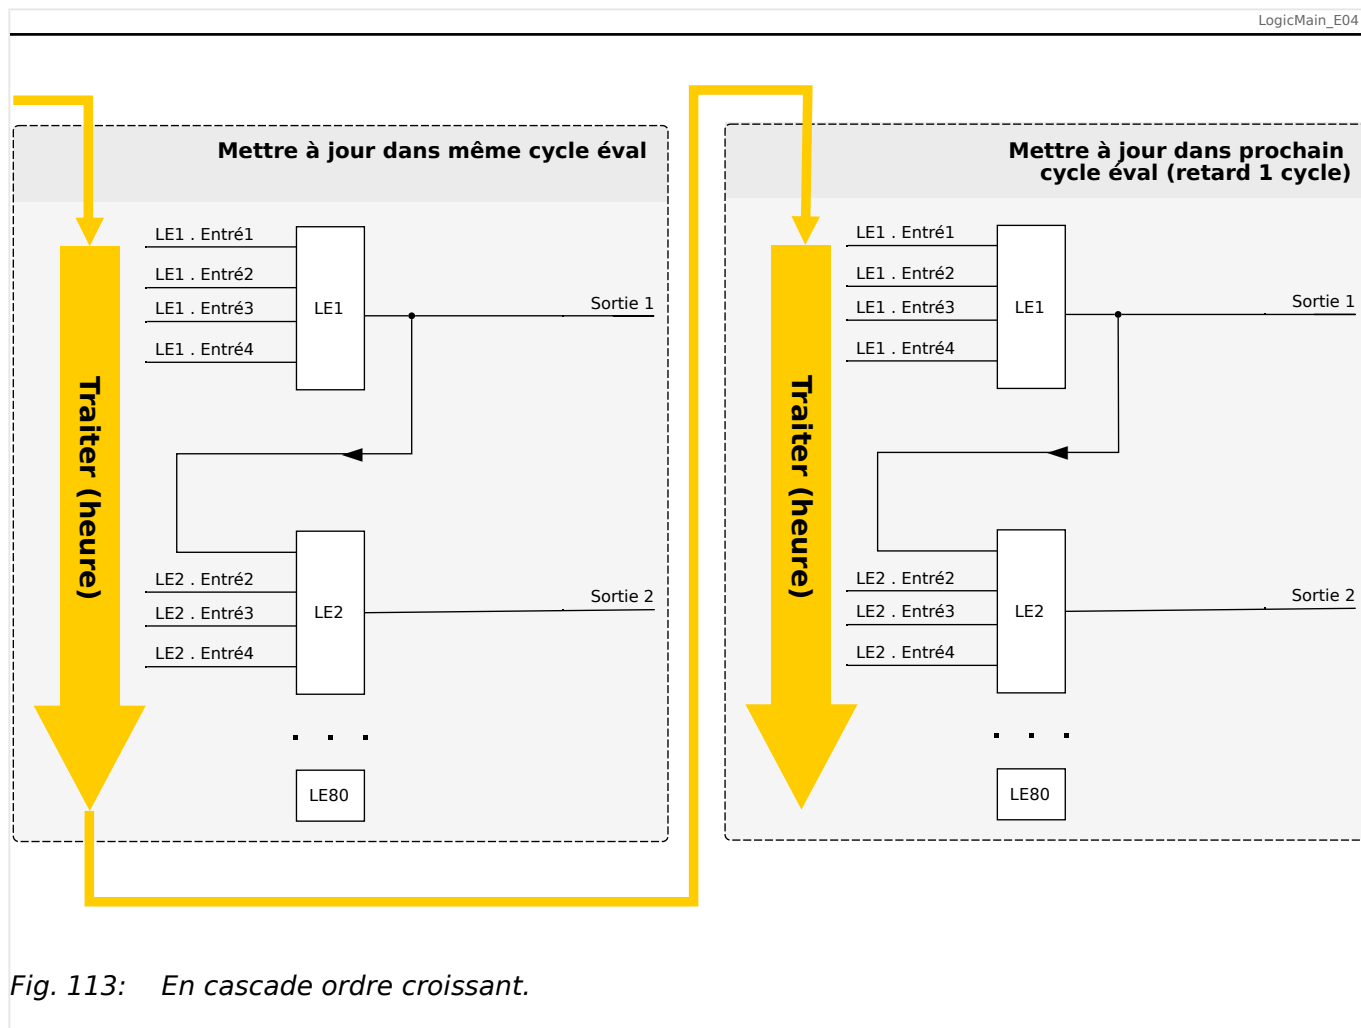 LogicMain_E04
Mettre à jour dans même cycle éval
LE1 . Entré1
LE1 . Entré2
LE1 . Entré3
LE1 . Entré4
LE1
Sortie 1
Traiter (heure)
LE2 . Entré2
LE2 . Entré3
LE2 . Entré4
LE2
Sortie 2
. . .
LE80
Mettre à jour dans prochain
cycle éval (retard 1 cycle)
LE1 . Entré1
LE1 . Entré2
LE1 . Entré3
LE1 . Entré4
LE1
Sortie 1
Traiter (heure)
LE2 . Entré2
LE2 . Entré3
LE2 . Entré4
LE2
Sortie 2
. . .
LE80
Fig. 113: En cascade ordre croissant.